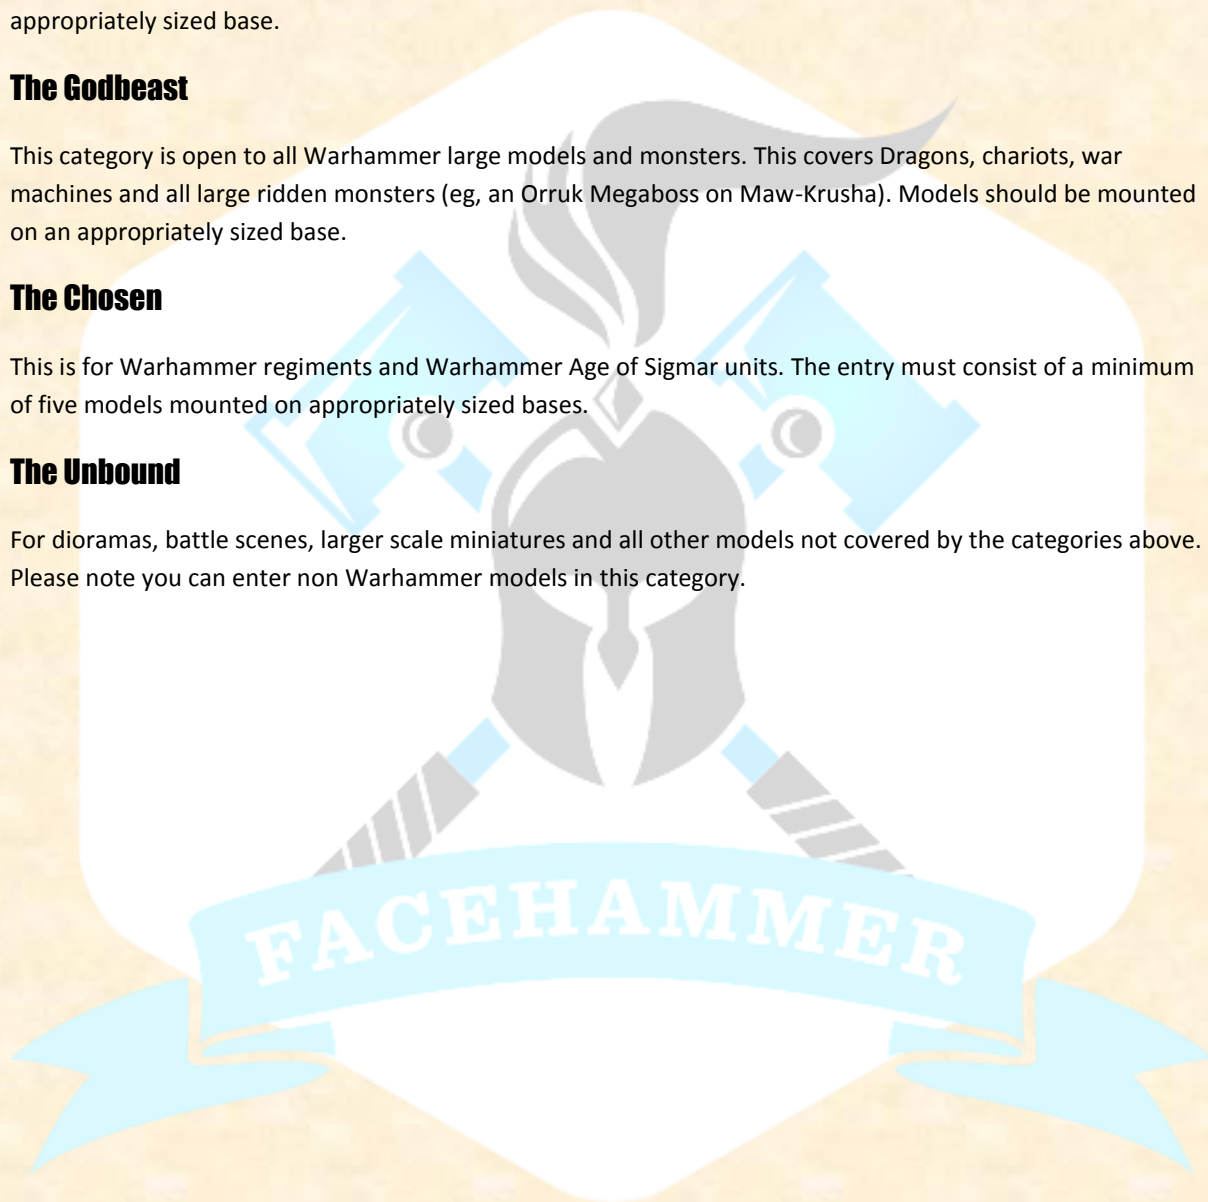 appropriately sized base.
The Godbeast
This category is open to all Warhammer large models and monsters. This covers Dragons, chariots, war
machines and all large ridden monsters (eg, an Orruk Megaboss on Maw-Krusha). Models should be mounted
on an appropriately sized base.
The Chosen
This is for Warhammer regiments and Warhammer Age of Sigmar units. The entry must consist of a minimum
of five models mounted on appropriately sized bases.
The Unbound
For dioramas, battle scenes, larger scale miniatures and all other models not covered by the categories above.
Please note you can enter non Warhammer models in this category.
FACEHAMMER